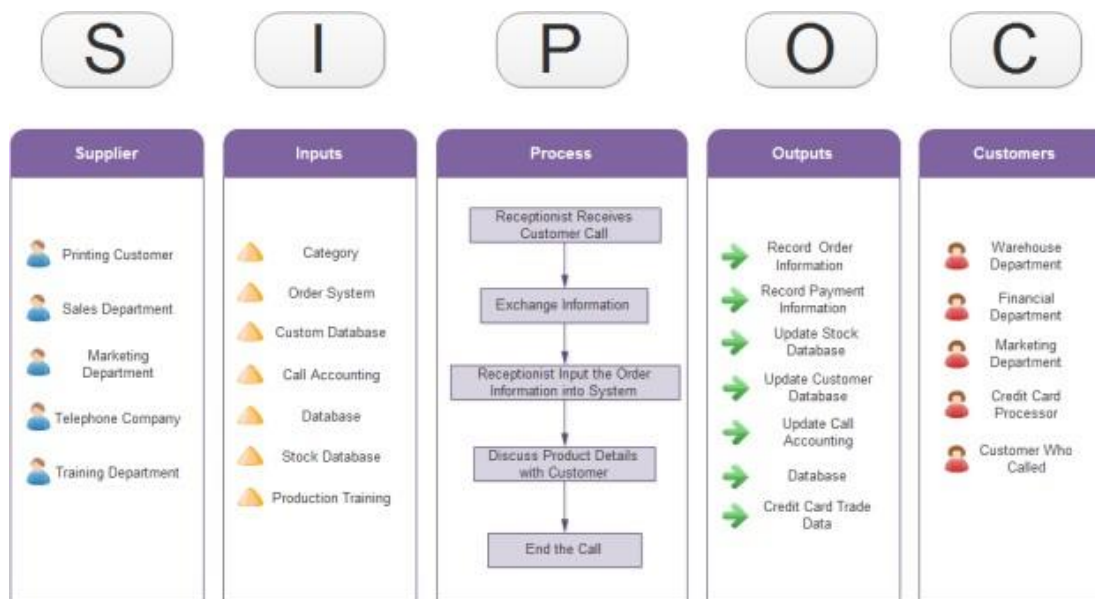 S
I
P
O
C
Supplier
Printing Customer
Sales Department
Marketing
Department
Telephone Company
Training Department
Inputs
Category
Order System
Custom Database
Call Accounting
Database
Stock Database
Production Training
Process
Receptionist Receives
Customer Call
Exchange Information
Receptionist Input the Order
Information into System
Discuss Product Details
with Customer
End the Call
Outputs
Record Order
Information
Record Payment
Information
Update Stock
Database
Update Customer
Database
Update Call
Accounting
Database
Credit Card Trade
Data
Customers
Warehouse
Department
Financial
Department
Marketing
Department
Credit Card
Processor
Customer Who
Called